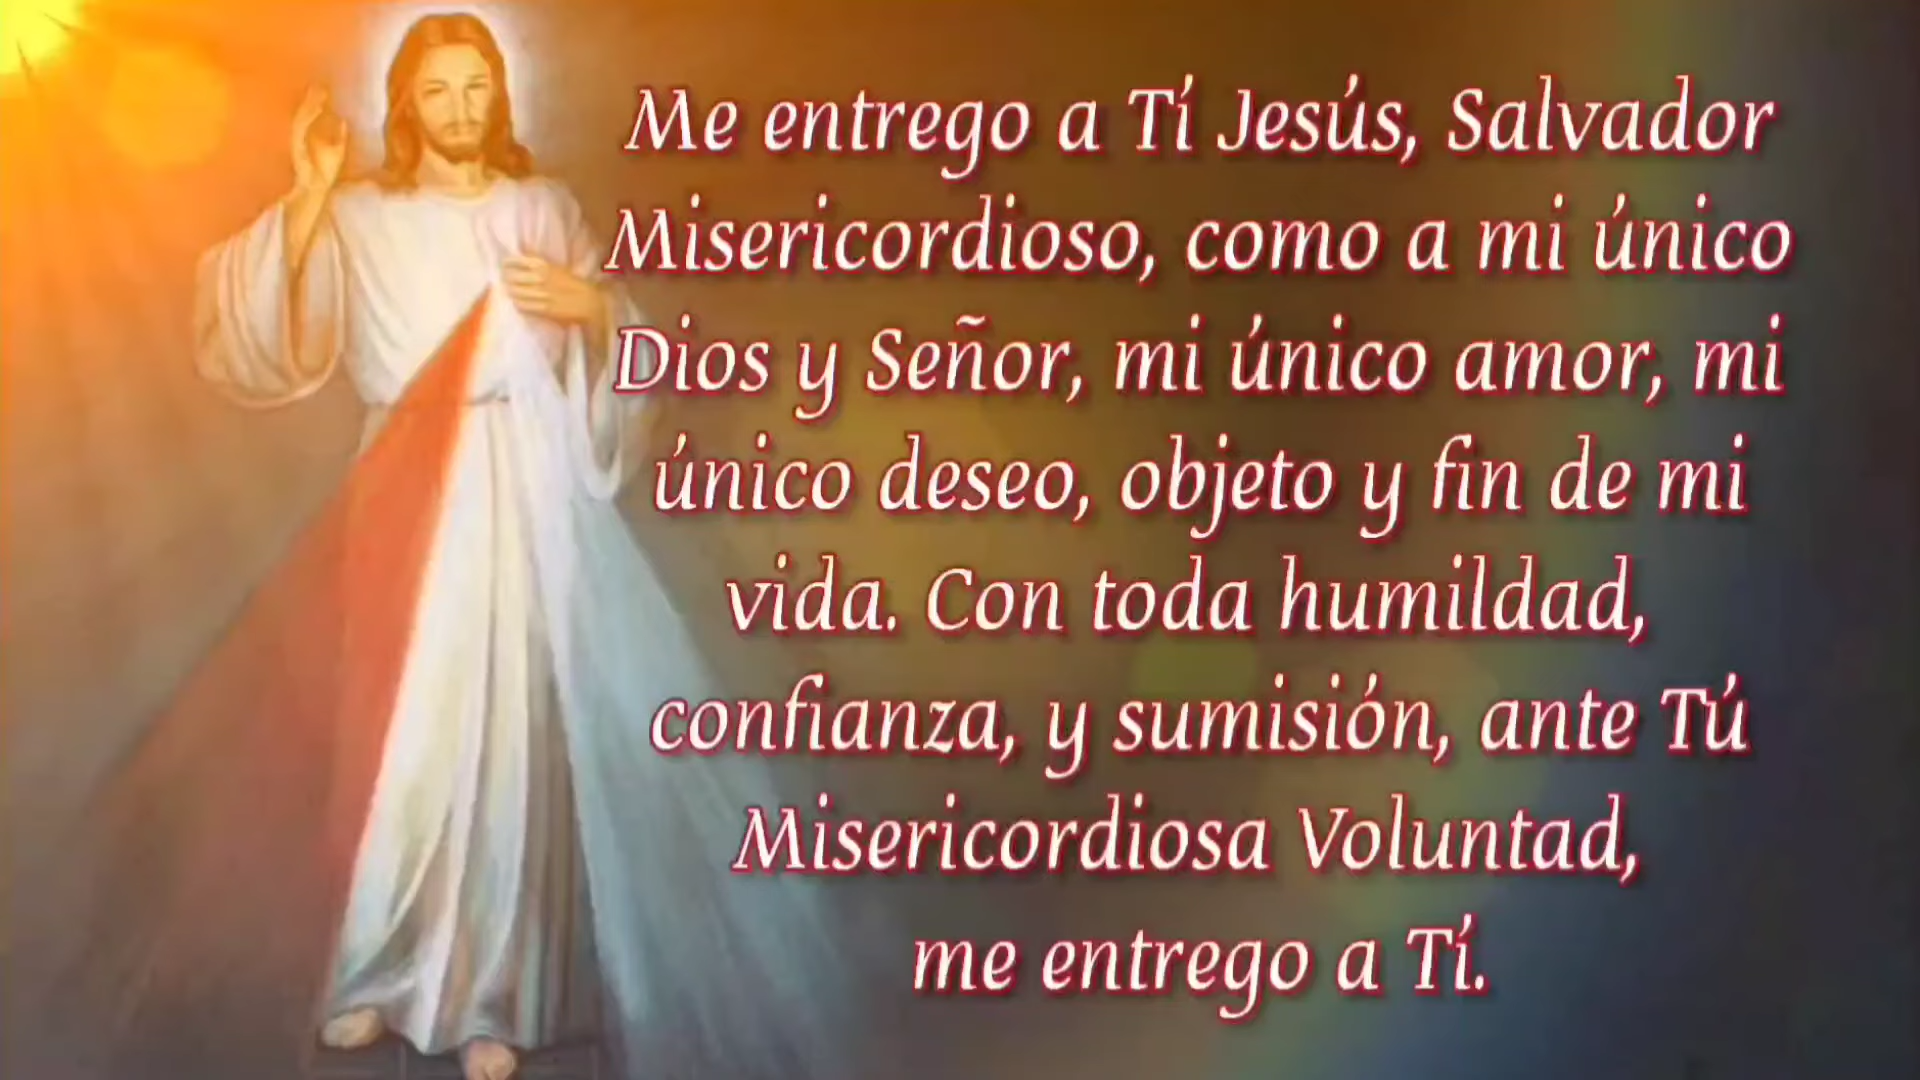 Me entrego a Tí Jesús, Salvador
Misericordioso, como a mi único
Dios y Señor, mi único amor, mi
único deseo, objeto y fin de mi
vida. Con toda humildad,
confianza, y sumisión, ante Tú
Misericordiosa Voluntad,
me entrego a Tí.